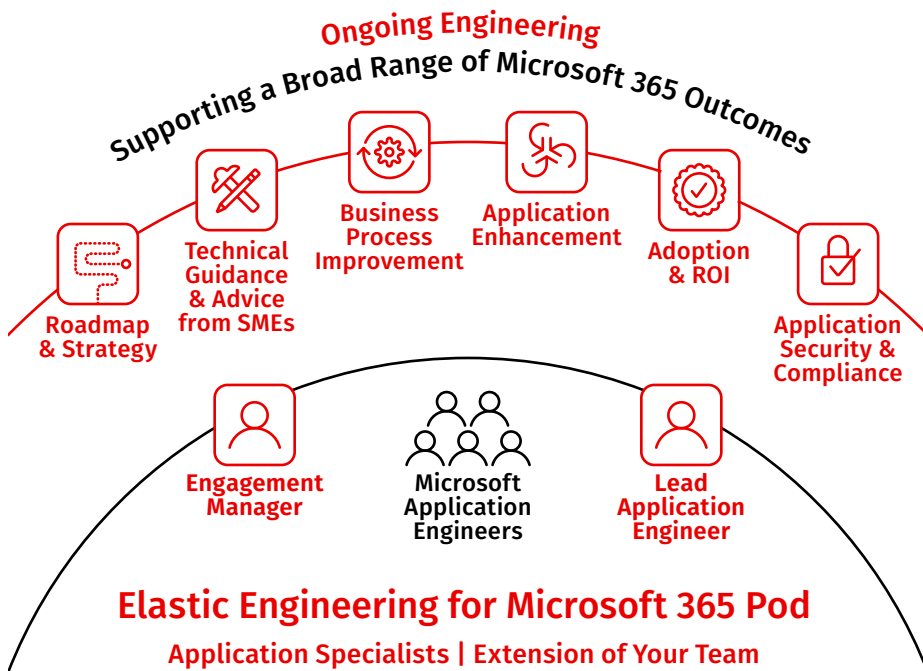 Ongoing Engineering
Supporting a Broad Range of Microsoft 365 Outcomes
Roadmap
& Strategy
Technical
Guidance
& Advice
from SMEs
Business
Process
Improvement
Application
Enhancement
Adoption
& ROI
Application
Security &
Compliance
Engagement
Manager
Microsoft
Application
Engineers
Lead
Application
Engineer
Elastic Engineering for Microsoft 365 Pod
Application Specialists | Extension of Your Team